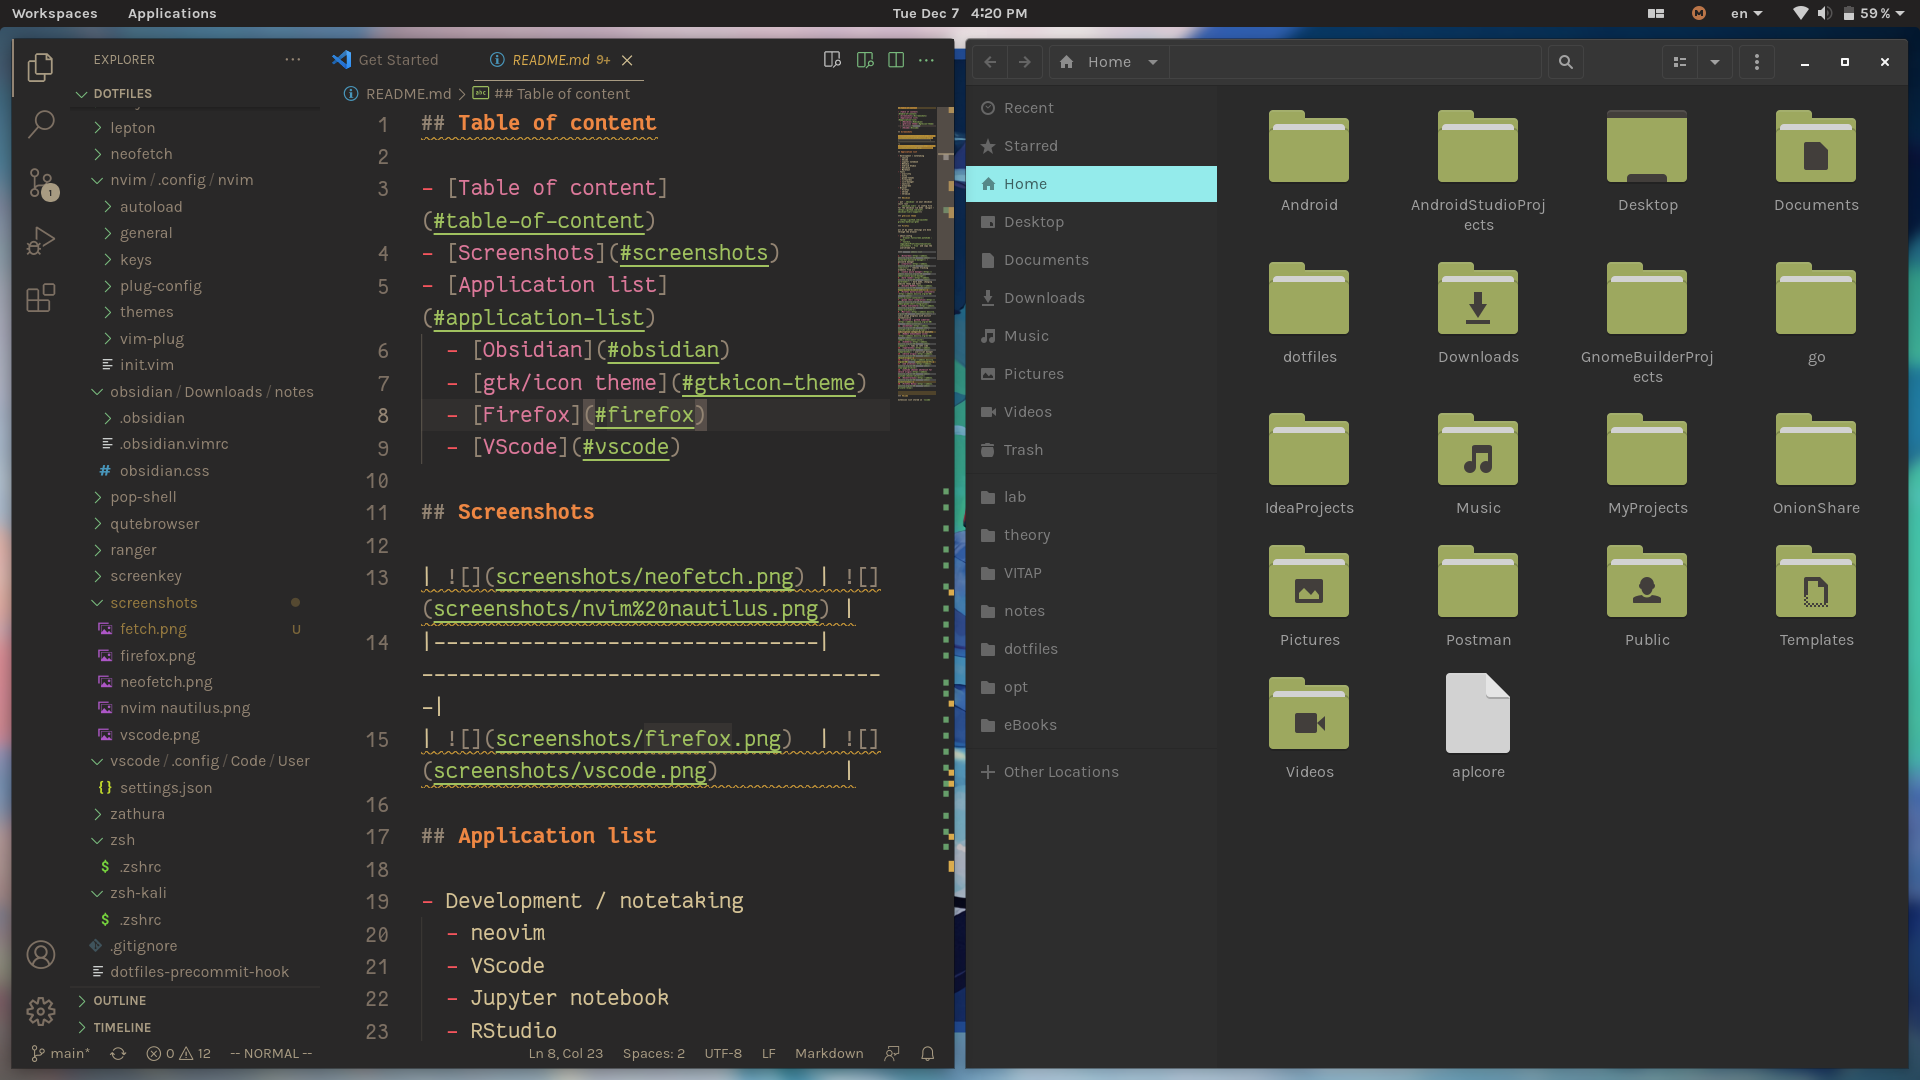 Workspaces Applications Tue Dec 7 4:20 PM en 59 %
EXPLORER
DOTFILES
lepton
neofetch
nvim / .config / nvim
autoload
general
keys
plug-config
themes
vim-plug
init.vim
obsidian / Downloads / notes
.obsidian
.obsidian.vimrc
# obsidian.css
pop-shell
qutebrowser
ranger
screenkey
screenshots
fetch.png U
firefox.png
neofetch.png
nvim nautilus.png
vscode.png
vscode / .config / Code / User
{} settings.json
zathura
zsh
$ .zshrc
zsh-kali
$ .zshrc
.gitignore
dotfiles-precommit-hook
OUTLINE
TIMELINE
1
Get Started README.md 9+
README.md > ## Table of content
1 ## Table of content
2
3 - [Table of content]
(#table-of-content)
4 - [Screenshots](#screenshots)
5 - [Application list]
(#application-list)
6 - [Obsidian](#obsidian)
7 - [gtk/icon theme](#gtkicon-theme)
8 - [Firefox](#firefox)
9 - [VScode](#vscode)
10
11 ## Screenshots
12
13 | ![](screenshots/neofetch.png) | ![]
(screenshots/nvim%20nautilus.png) |
14 |-------------------------------|
-------------------------------------
-|
15 | ![](screenshots/firefox.png) | ![]
(screenshots/vscode.png) |
16
17 ## Application list
18
19 - Development / notetaking
20 - neovim
21 - VScode
22 - Jupyter notebook
23 - RStudio
main* 0 12 -- NORMAL -- Ln 8, Col 23 Spaces: 2 UTF-8 LF Markdown
Home
Recent
Starred
Home
Desktop
Documents
Downloads
Music
Pictures
Videos
Trash
lab
theory
VITAP
notes
dotfiles
opt
eBooks
Other Locations
Android AndroidStudioProj
ects Desktop Documents
dotfiles Downloads GnomeBuilderProj
ects go
IdeaProjects Music MyProjects OnionShare
Pictures Postman Public Templates
Videos aplcore